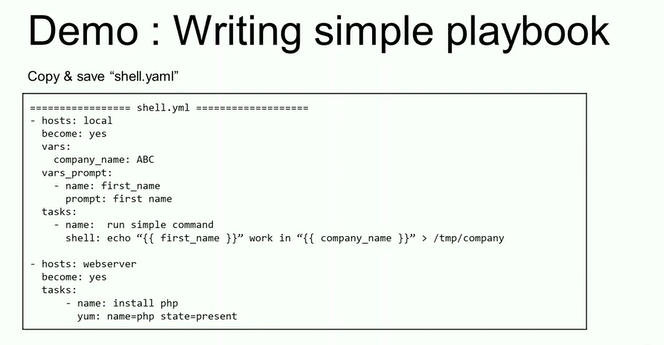 Demo : Writing simple playbook
Copy & save “shell.yaml”
================= shell.yml ===================
- hosts: local
  become: yes
  vars:
    company_name: ABC
  vars_prompt:
    - name: first_name
      prompt: first name
  tasks:
    - name:  run simple command
      shell: echo “{{ first_name }}” work in “{{ company_name }}” > /tmp/company

- hosts: webserver
  become: yes
  tasks:
      - name: install php
        yum: name=php state=present